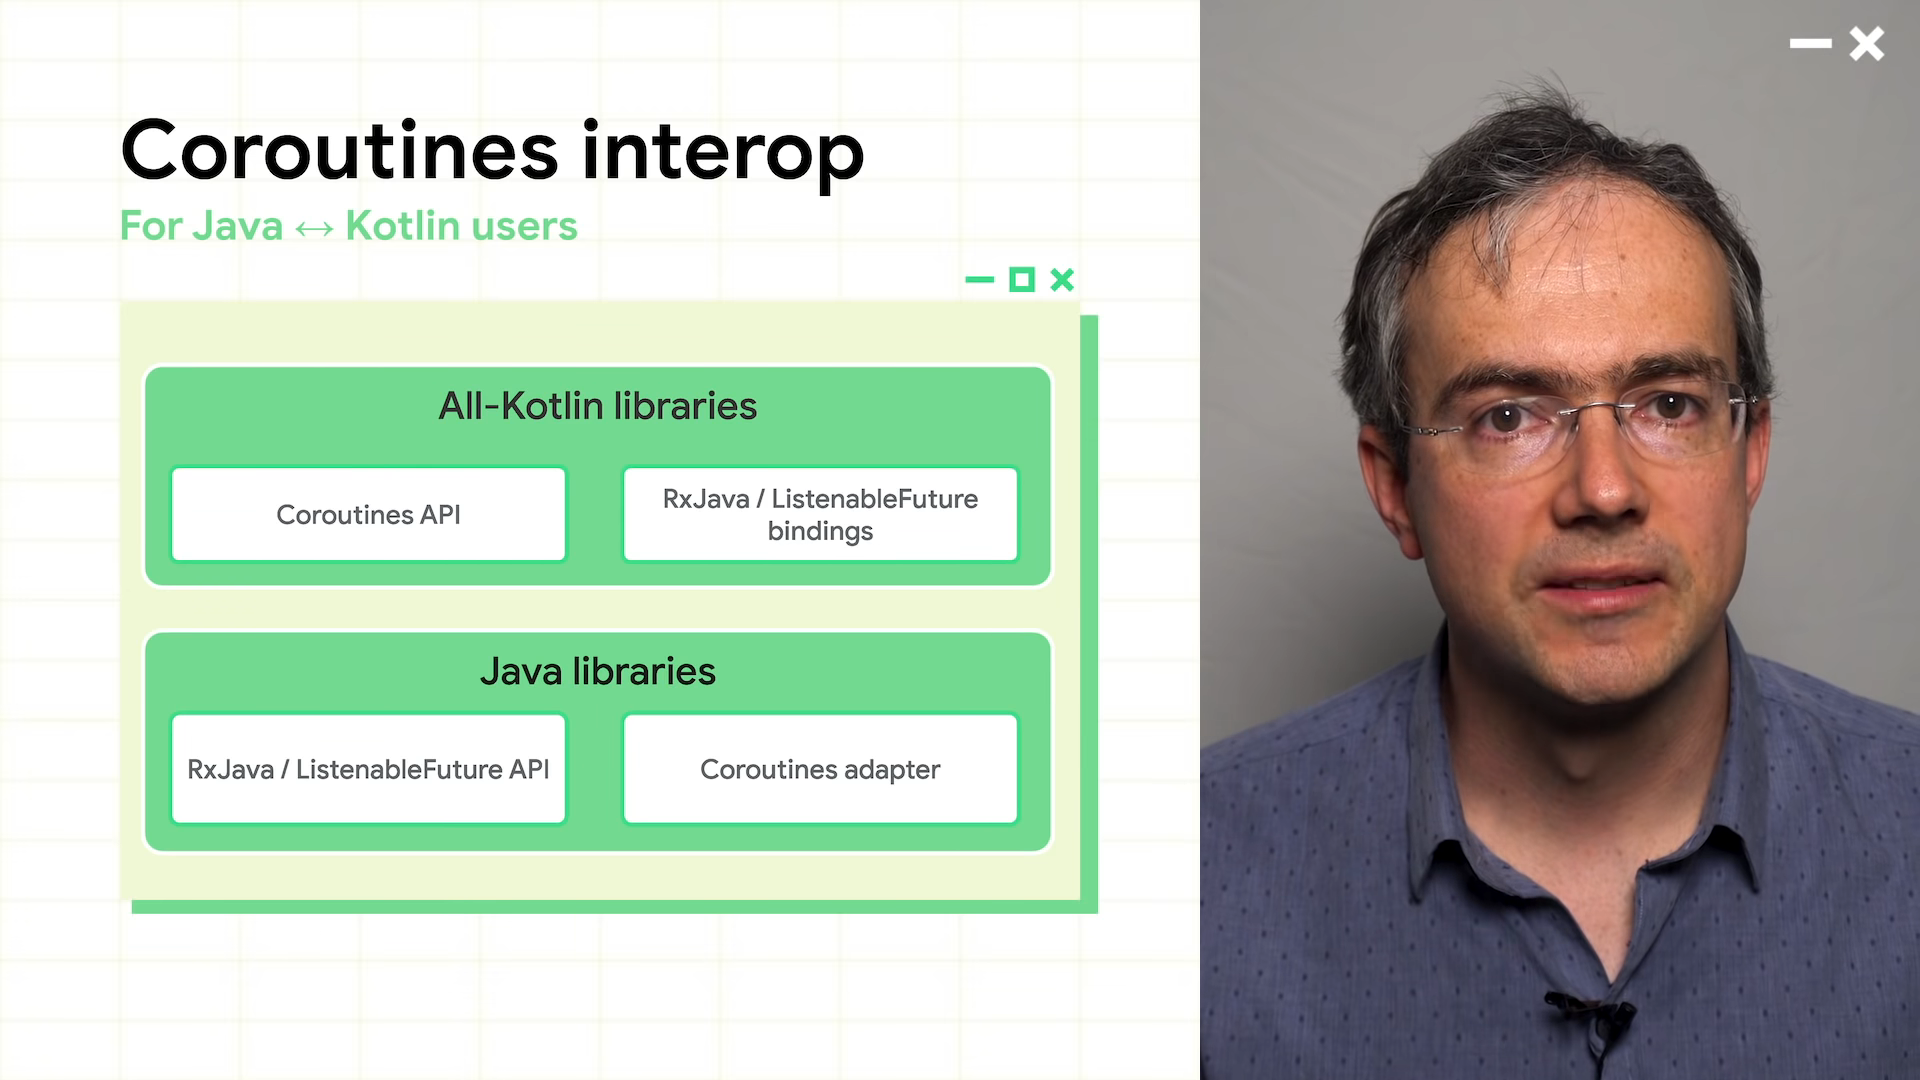 Coroutines interop
For Java ↔ Kotlin users
All-Kotlin libraries
Coroutines API
RxJava / ListenableFuture
bindings
Java libraries
RxJava / ListenableFuture API
Coroutines adapter